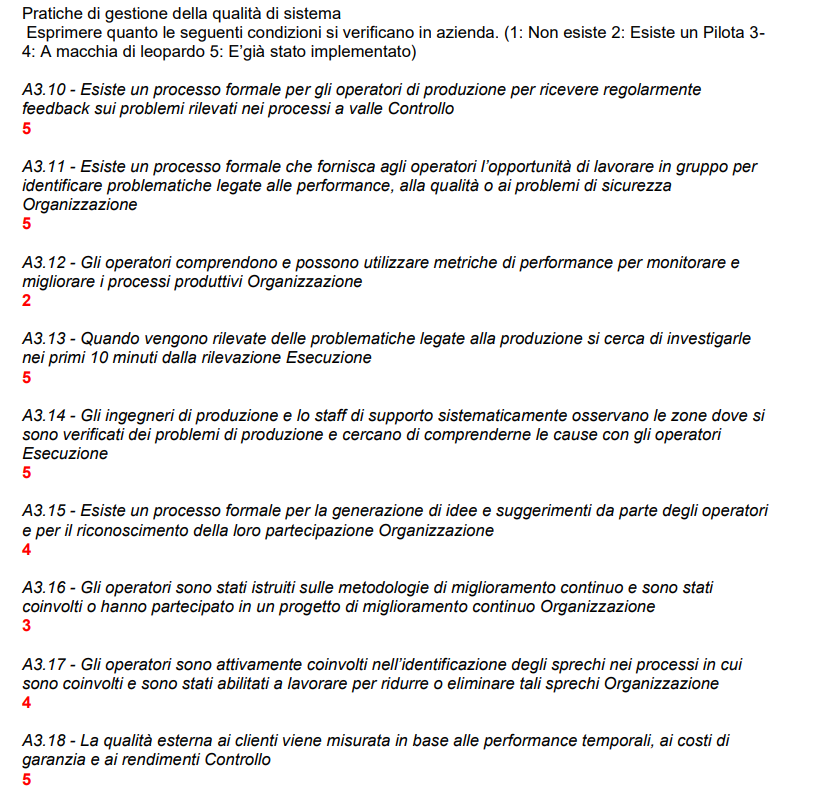 Pratiche di gestione della qualità di sistema
Esprimere quanto le seguenti condizioni si verificano in azienda. (1: Non esiste 2: Esiste un Pilota 3-
4: A macchia di leopardo 5: E’già stato implementato)
A3.10 - Esiste un processo formale per gli operatori di produzione per ricevere regolarmente
feedback sui problemi rilevati nei processi a valle Controllo
5
A3.11 - Esiste un processo formale che fornisca agli operatori l’opportunità di lavorare in gruppo per
identificare problematiche legate alle performance, alla qualità o ai problemi di sicurezza
Organizzazione
5
A3.12 - Gli operatori comprendono e possono utilizzare metriche di performance per monitorare e
migliorare i processi produttivi Organizzazione
2
A3.13 - Quando vengono rilevate delle problematiche legate alla produzione si cerca di investigarle
nei primi 10 minuti dalla rilevazione Esecuzione
5
A3.14 - Gli ingegneri di produzione e lo staff di supporto sistematicamente osservano le zone dove si
sono verificati dei problemi di produzione e cercano di comprenderne le cause con gli operatori
Esecuzione
5
A3.15 - Esiste un processo formale per la generazione di idee e suggerimenti da parte degli operatori
e per il riconoscimento della loro partecipazione Organizzazione
4
A3.16 - Gli operatori sono stati istruiti sulle metodologie di miglioramento continuo e sono stati
coinvolti o hanno partecipato in un progetto di miglioramento continuo Organizzazione
3
A3.17 - Gli operatori sono attivamente coinvolti nell’identificazione degli sprechi nei processi in cui
sono coinvolti e sono stati abilitati a lavorare per ridurre o eliminare tali sprechi Organizzazione
4
A3.18 - La qualità esterna ai clienti viene misurata in base alle performance temporali, ai costi di
garanzia e ai rendimenti Controllo
5